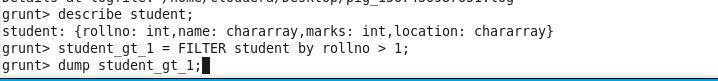 grunt> describe student;
student: {rollno: int,name: chararray,marks: int,location: chararray}
grunt> student_gt_1 = FILTER student by rollno > 1;
grunt> dump student_gt_1;